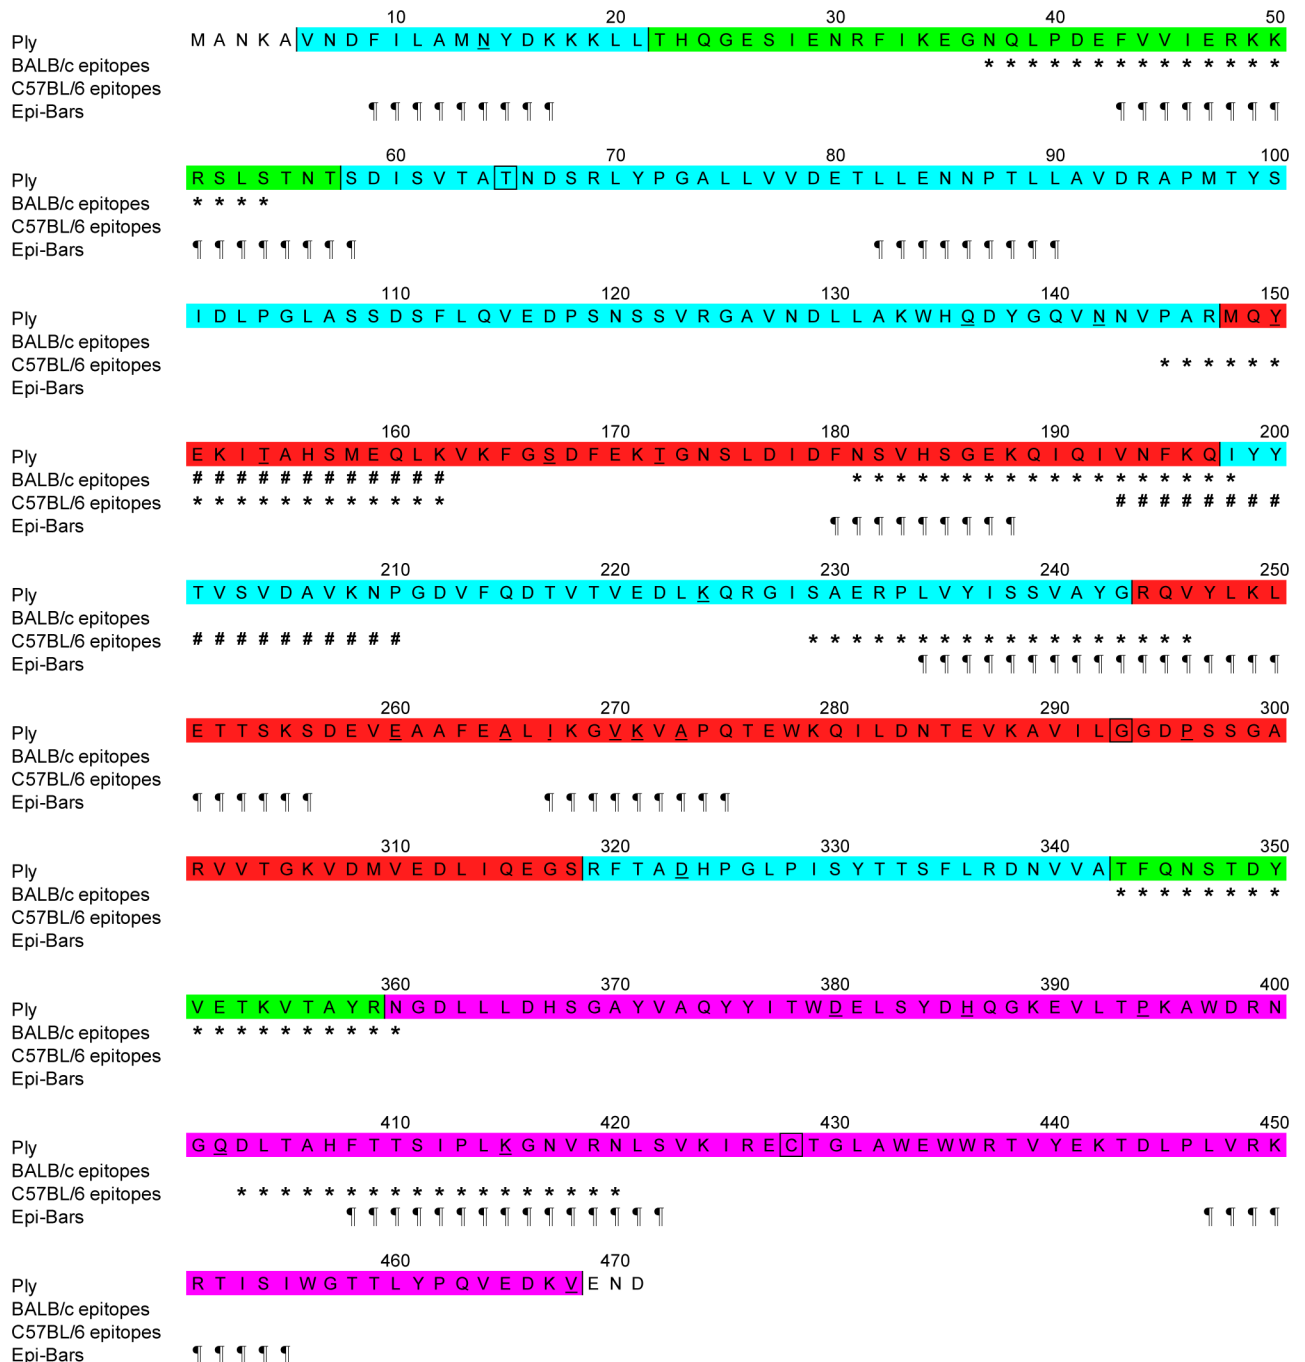 10 20 30 40 50
Ply M A N K A V N D F I L A M N Y D K K K L L T H Q G E S I E N R F I K E G N Q L P D E F V V I E R K K
BALB/c epitopes * * * * * * * * * * * * * *
C57BL/6 epitopes
Epi-Bars ¶ ¶ ¶ ¶ ¶ ¶ ¶ ¶ ¶ ¶ ¶ ¶ ¶ ¶ ¶ ¶ ¶
60 70 80 90 100
Ply R S L S T N T S D I S V T A T N D S R L Y P G A L L V V D E T L L E N N P T L L A V D R A P M T Y S
BALB/c epitopes * * * *
C57BL/6 epitopes
Epi-Bars ¶ ¶ ¶ ¶ ¶ ¶ ¶ ¶ ¶ ¶ ¶ ¶ ¶ ¶ ¶ ¶ ¶
110 120 130 140 150
Ply I D L P G L A S S D S F L Q V E D P S N S S V R G A V N D L L A K W H Q D Y G Q V N N V P A R M Q Y
BALB/c epitopes
C57BL/6 epitopes * * * * * *
Epi-Bars
160 170 180 190 200
Ply E K I T A H S M E Q L K V K F G S D F E K T G N S L D I D F N S V H S G E K Q I Q I V N F K Q I Y Y
BALB/c epitopes # # # # # # # # # # # # * * * * * * * * * * * * * * * * * *
C57BL/6 epitopes * * * * * * * * * * * * # # # # # # # #
Epi-Bars ¶ ¶ ¶ ¶ ¶ ¶ ¶ ¶ ¶
210 220 230 240 250
Ply T V S V D A V K N P G D V F Q D T V T V E D L K Q R G I S A E R P L V Y I S S V A Y G R Q V Y L K L
BALB/c epitopes
C57BL/6 epitopes # # # # # # # # # # * * * * * * * * * * * * * * * * * *
Epi-Bars ¶ ¶ ¶ ¶ ¶ ¶ ¶ ¶ ¶ ¶ ¶ ¶ ¶ ¶ ¶ ¶ ¶
260 270 280 290 300
Ply E T T S K S D E V E A A F E A L I K G V K V A P Q T E W K Q I L D N T E V K A V I L G G D P S S G A
BALB/c epitopes
C57BL/6 epitopes
Epi-Bars ¶ ¶ ¶ ¶ ¶ ¶ ¶ ¶ ¶ ¶ ¶ ¶ ¶ ¶ ¶
310 320 330 340 350
Ply R V V T G K V D M V E D L I Q E G S R F T A D H P G L P I S Y T T S F L R D N V V A T F Q N S T D Y
BALB/c epitopes * * * * * * * *
C57BL/6 epitopes
Epi-Bars
360 370 380 390 400
Ply V E T K V T A Y R N G D L L L D H S G A Y V A Q Y Y I T W D E L S Y D H Q G K E V L T P K A W D R N
BALB/c epitopes * * * * * * * * * *
C57BL/6 epitopes
Epi-Bars
410 420 430 440 450
Ply G Q D L T A H F T T S I P L K G N V R N L S V K I R E C T G L A W E W W R T V Y E K T D L P L V R K
BALB/c epitopes
C57BL/6 epitopes * * * * * * * * * * * * * * * * * *
Epi-Bars ¶ ¶ ¶ ¶ ¶ ¶ ¶ ¶ ¶ ¶ ¶ ¶ ¶ ¶ ¶ ¶ ¶ ¶ ¶
460 470
Ply R T I S I W G T T L Y P Q V E D K V E N D
BALB/c epitopes
C57BL/6 epitopes
Epi-Bars ¶ ¶ ¶ ¶ ¶